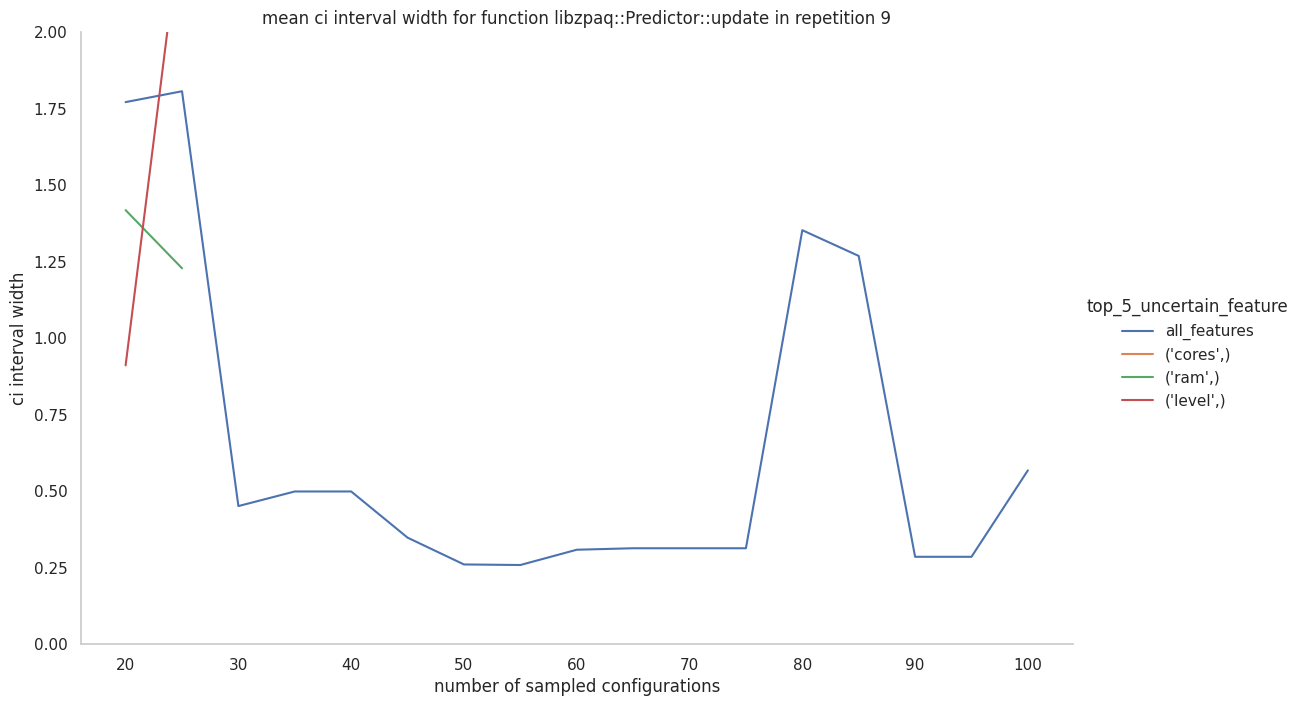 mean ci interval width for function libzpaq::Predictor::update in repetition 9
2.00
1.75
1.50
1.25
1.00
0.75
0.50
0.25
0.00
ci interval width
20 30 40 50 60 70 80 90 100
number of sampled configurations
top_5_uncertain_feature
all_features
('cores',)
('ram',)
('level',)